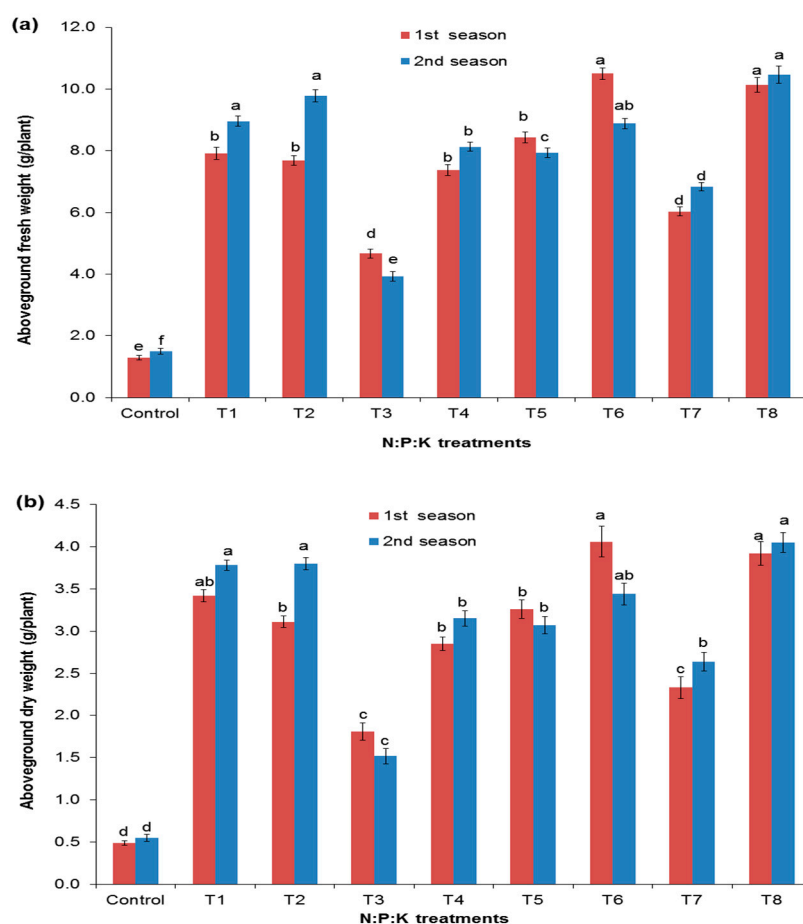 (a)
12.0
10.0
8.0
6.0
4.0
2.0
0.0
Aboveground fresh weight (g/plant)
1st season
2nd season
e f b a b a d e b b b c a ab d d a a
Control T1 T2 T3 T4 T5 T6 T7 T8
N:P:K treatments
(b)
4.5
4.0
3.5
3.0
2.5
2.0
1.5
1.0
0.5
0.0
Aboveground dry weight (g/plant)
1st season
2nd season
d d ab a b a c c b b b b a ab c b a a
Control T1 T2 T3 T4 T5 T6 T7 T8
N:P:K treatments